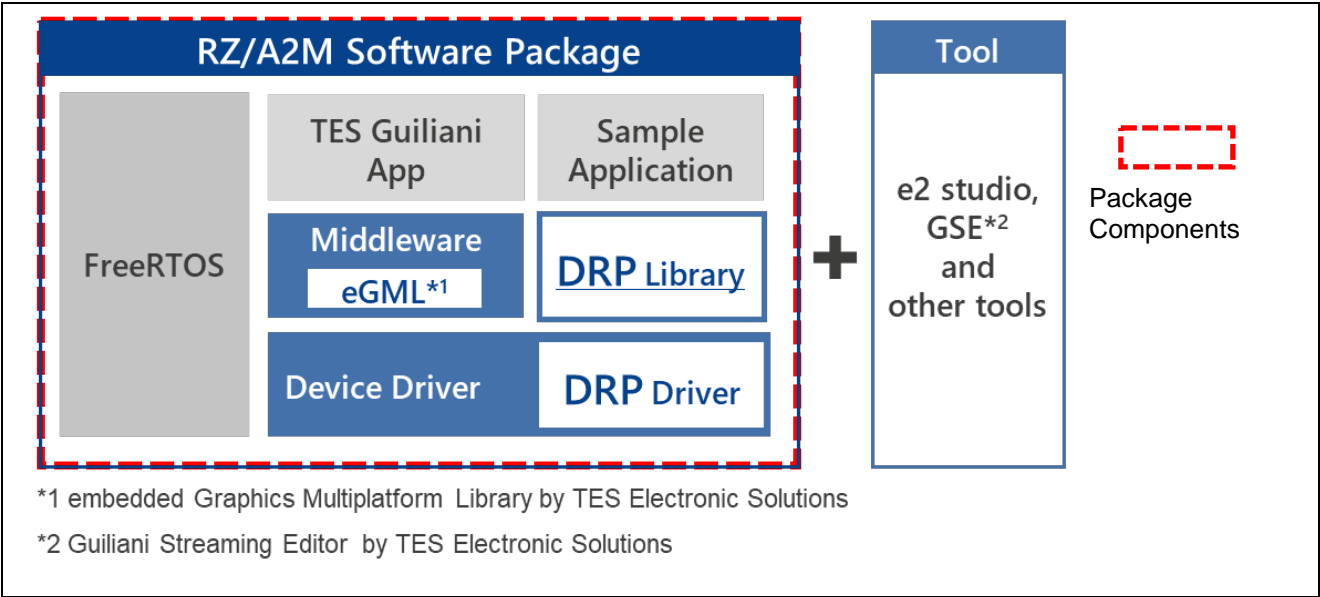 RZ/A2M Software Package
FreeRTOS
TES Guiliani
App
Sample
Application
Middleware
eGML*1
DRP Library
Device Driver
DRP Driver
+
Tool
e2 studio,
GSE*2
and
other tools
Package
Components
*1 embedded Graphics Multiplatform Library by TES Electronic Solutions
*2 Guiliani Streaming Editor by TES Electronic Solutions